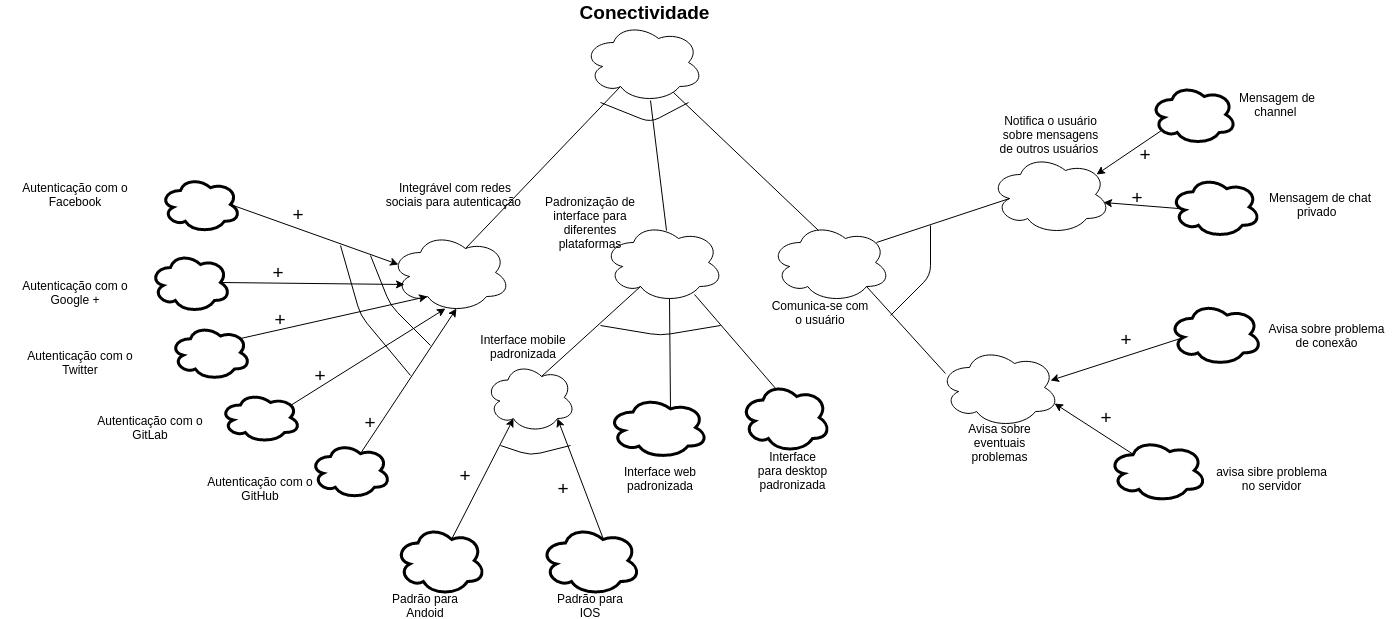 Conectividade
Mensagem de
channel
Notifica o usuário
sobre mensagens
de outros usuários
+
Mensagem de chat
privado
+
Autenticação com o
Facebook
+
Integrável com redes
sociais para autenticação
Padronização de
interface para
diferentes
plataformas
Autenticação com o
Google +
+
Comunica-se com
o usuário
Autenticação com o
Twitter
+
Interface mobile
padronizada
Avisa sobre problema
de conexão
+
Autenticação com o
GitLab
+
Avisa sobre
eventuais
problemas
+
avisa sibre problema
no servidor
Autenticação com o
GitHub
+
Interface web
padronizada
Interface
para desktop
padronizada
+
+
Padrão para
Andoid
Padrão para
IOS